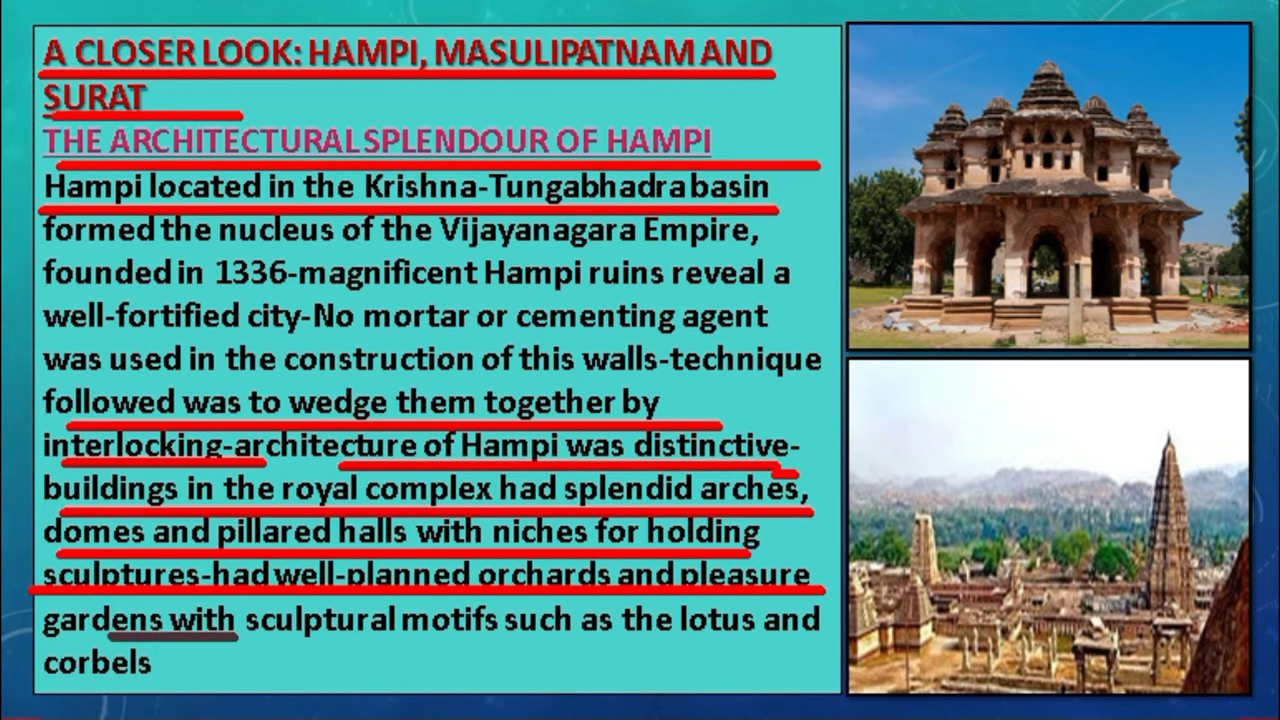 A CLOSER LOOK: HAMPI, MASULIPATNAM AND
SURAT
THE ARCHITECTURAL SPLENDOUR OF HAMPI
Hampi located in the Krishna-Tungabhadra basin
formed the nucleus of the Vijayanagara Empire,
founded in 1336-magnificent Hampi ruins reveal a
well-fortified city-No mortar or cementing agent
was used in the construction of this walls-technique
followed was to wedge them together by
interlocking-architecture of Hampi was distinctive-
buildings in the royal complex had splendid arches,
domes and pillared halls with niches for holding
sculptures-had well-planned orchards and pleasure
gardens with sculptural motifs such as the lotus and
corbels